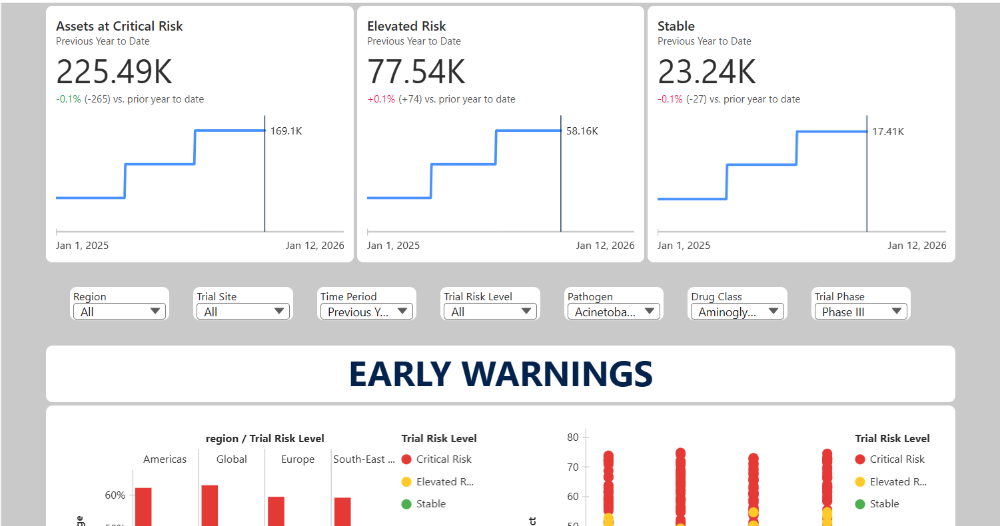 Assets at Critical Risk
Previous Year to Date
225.49K
-0.1% (-265) vs. prior year to date
169.1K
Jan 1, 2025
Jan 12, 2026
Elevated Risk
Previous Year to Date
77.54K
+0.1% (+74) vs. prior year to date
58.16K
Jan 1, 2025
Jan 12, 2026
Stable
Previous Year to Date
23.24K
-0.1% (-27) vs. prior year to date
17.41K
Jan 1, 2025
Jan 12, 2026
Region
All
Trial Site
All
Time Period
Previous Y...
Trial Risk Level
All
Pathogen
Acinetoba...
Drug Class
Aminogly...
Trial Phase
Phase III
EARLY WARNINGS
region / Trial Risk Level
Americas
Global
Europe
South-East ...
60%
Trial Risk Level
Critical Risk
Elevated R...
Stable
80
70
60
Trial Risk Level
Critical Risk
Elevated R...
Stable